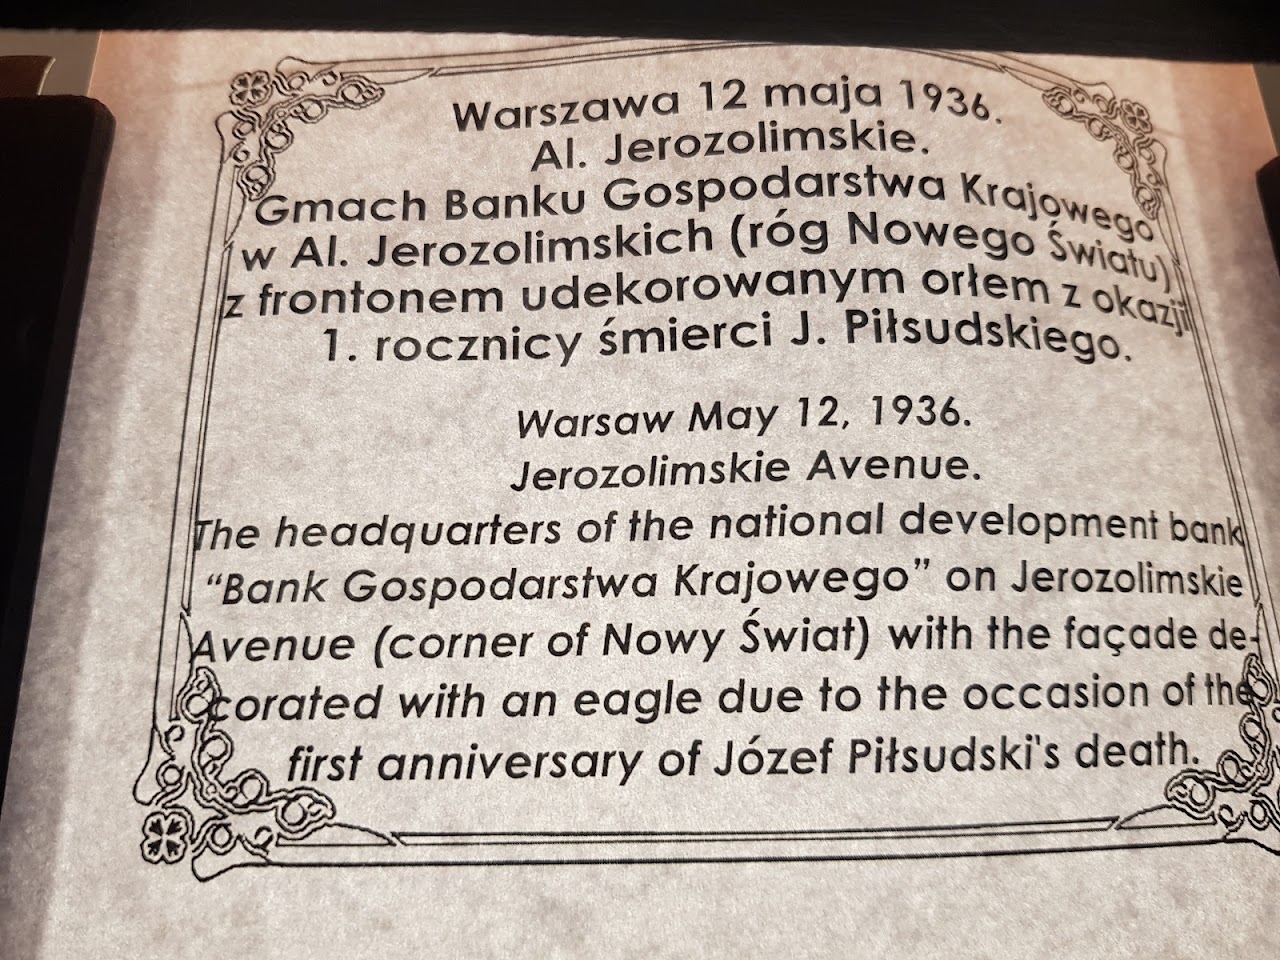 Warszawa 12 maja 1936.
Al. Jerozolimskie.
Gmach Banku Gospodarstwa Krajowego
w Al. Jerozolimskich (róg Nowego Światu)
z frontonem udekorowanym orłem z okazji
1. rocznicy śmierci J. Piłsudskiego.
Warsaw May 12, 1936.
Jerozolimskie Avenue.
The headquarters of the national development bank
“Bank Gospodarstwa Krajowego” on Jerozolimskie
Avenue (corner of Nowy Świat) with the façade de-
corated with an eagle due to the occasion of the
first anniversary of Józef Piłsudski's death.